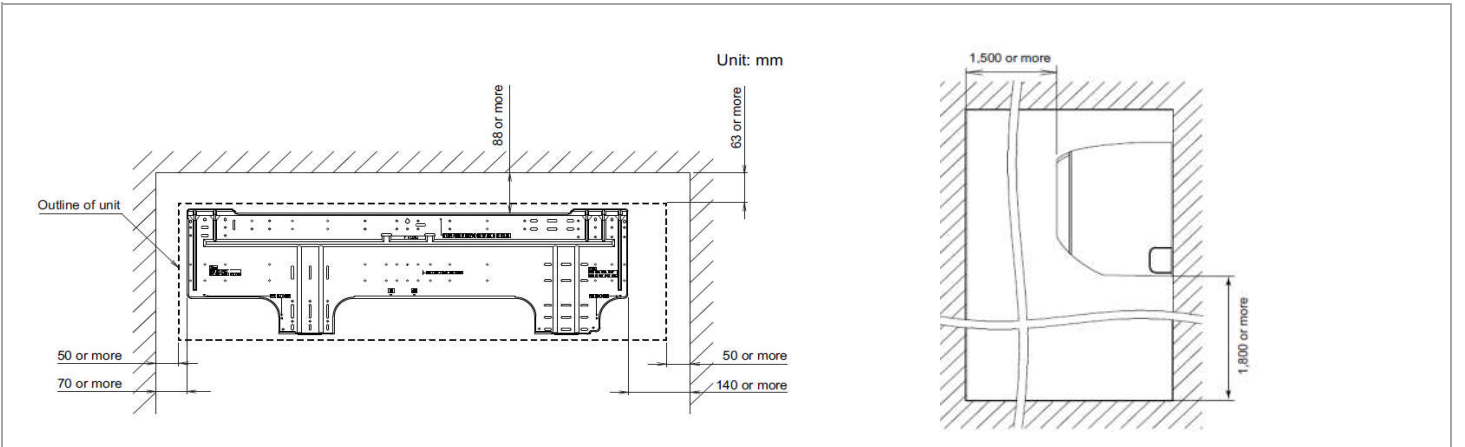 Unit: mm
1,500 or more
88 or more
63 or more
Outline of unit
50 or more
50 or more
70 or more
140 or more
1,800 or more